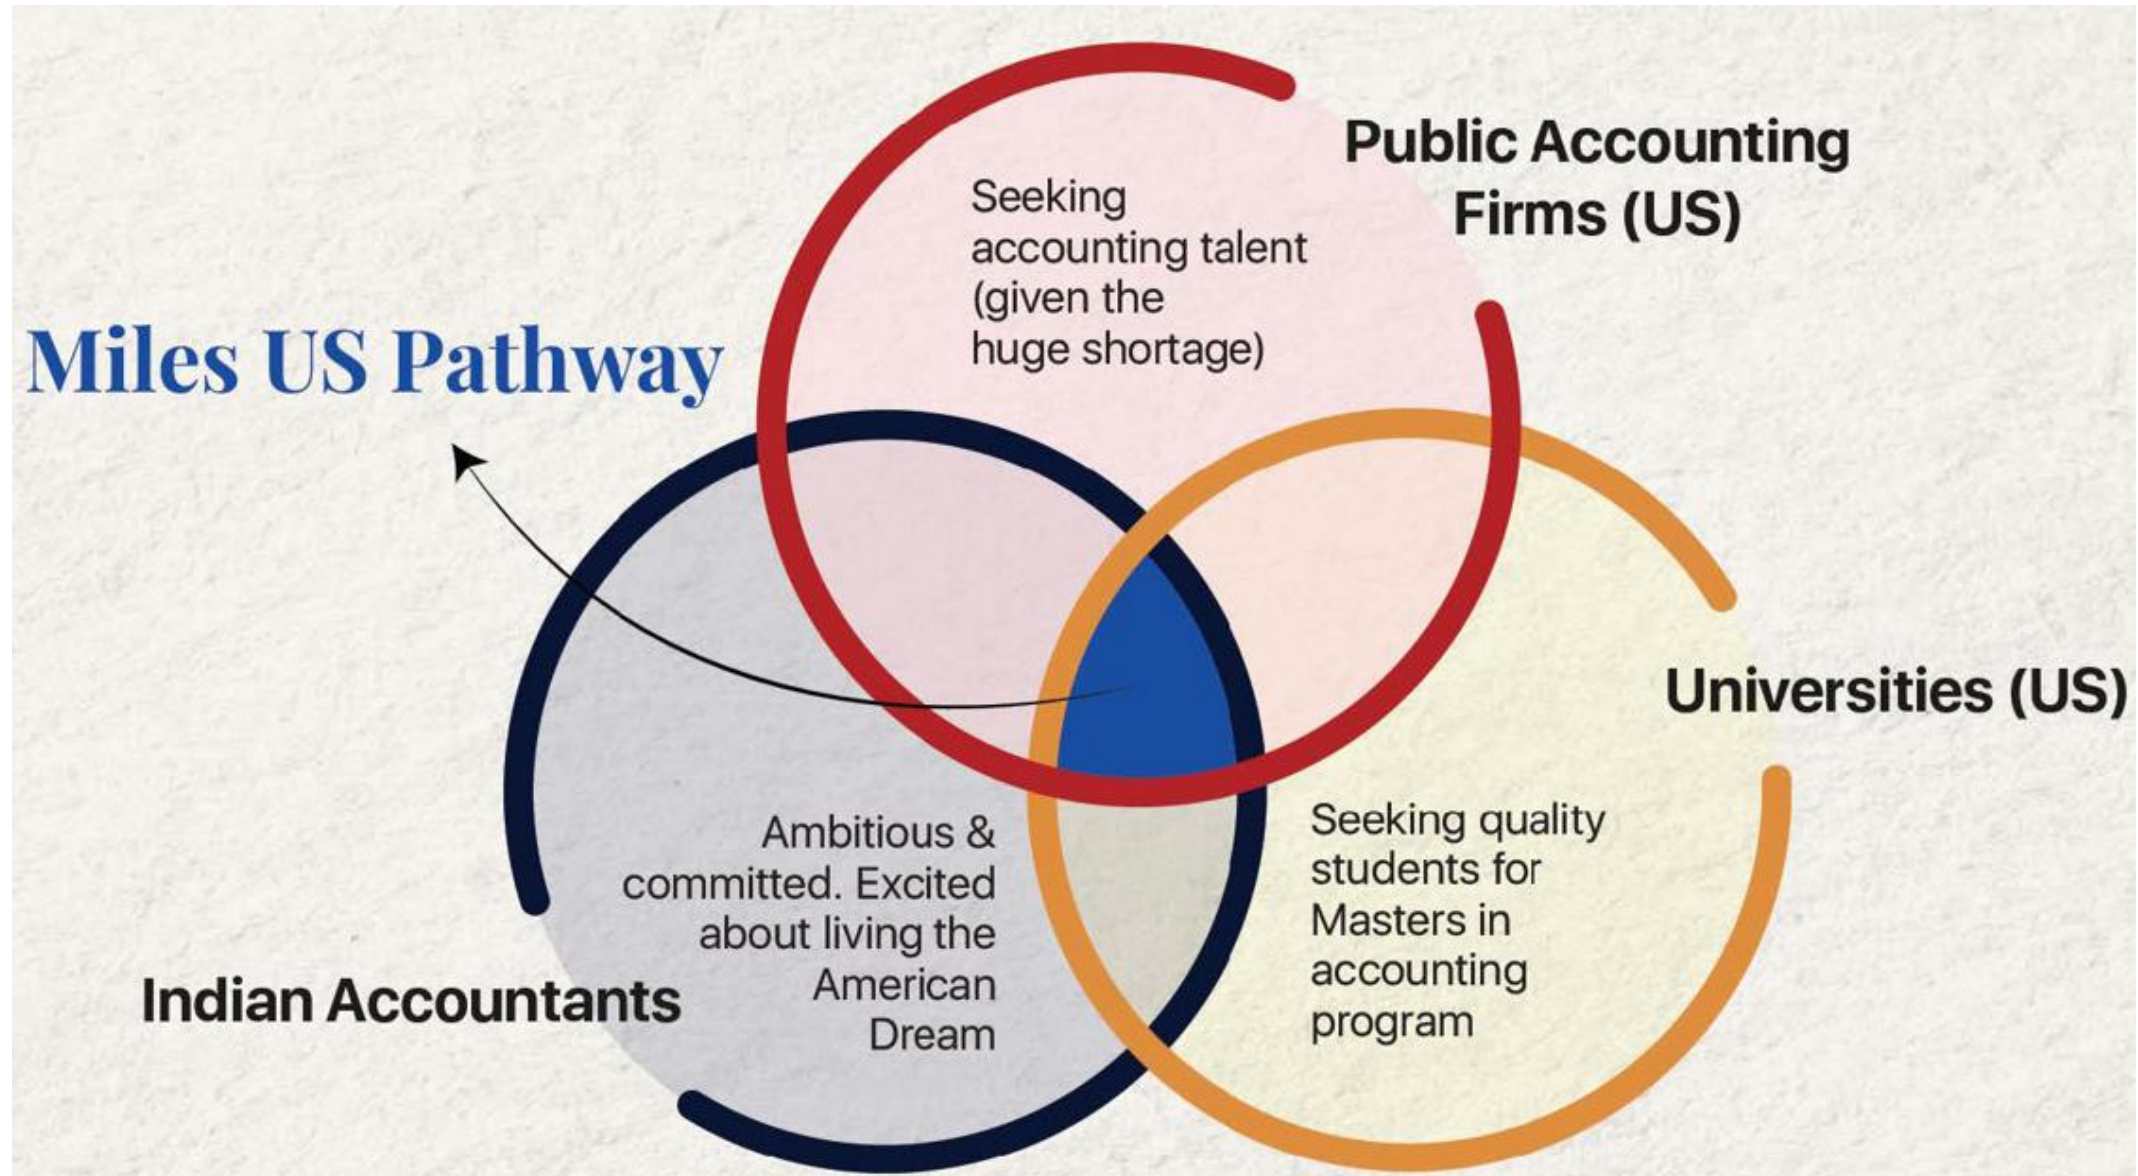 Public Accounting
Firms (US)
Seeking
accounting talent
(given the
huge shortage)
Miles US Pathway
Universities (US)
Seeking quality
students for
Masters in
accounting
program
Ambitious &
committed. Excited
about living the
American
Dream
Indian Accountants